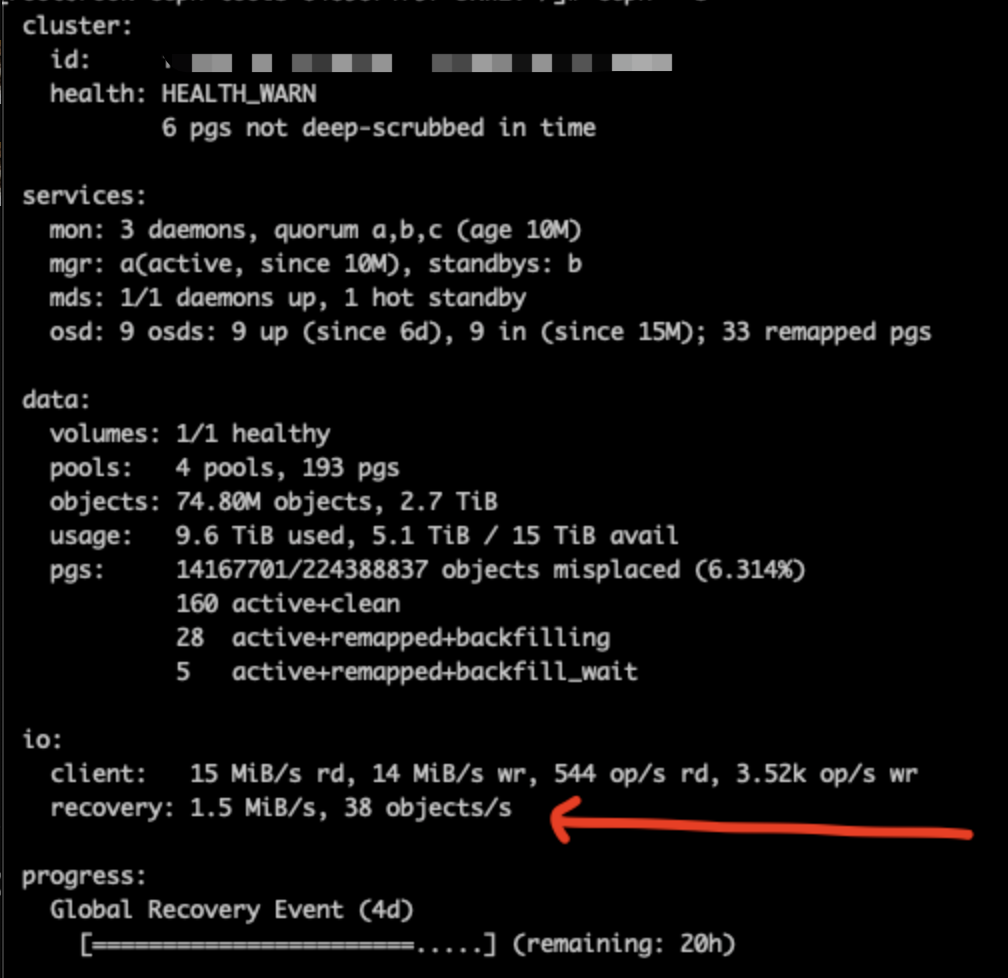 cluster:
id:
health: HEALTH_WARN
6 pgs not deep-scrubbed in time
services:
mon: 3 daemons, quorum a,b,c (age 10M)
mgr: a(active, since 10M), standbys: b
mds: 1/1 daemons up, 1 hot standby
osd: 9 osds: 9 up (since 6d), 9 in (since 15M); 33 remapped pgs
data:
volumes: 1/1 healthy
pools: 4 pools, 193 pgs
objects: 74.80M objects, 2.7 TiB
usage: 9.6 TiB used, 5.1 TiB / 15 TiB avail
pgs: 14167701/224388837 objects misplaced (6.314%)
160 active+clean
28 active+remapped+backfilling
5 active+remapped+backfill_wait
io:
client: 15 MiB/s rd, 14 MiB/s wr, 544 op/s rd, 3.52k op/s wr
recovery: 1.5 MiB/s, 38 objects/s
progress:
Global Recovery Event (4d)
[=======================.....] (remaining: 20h)